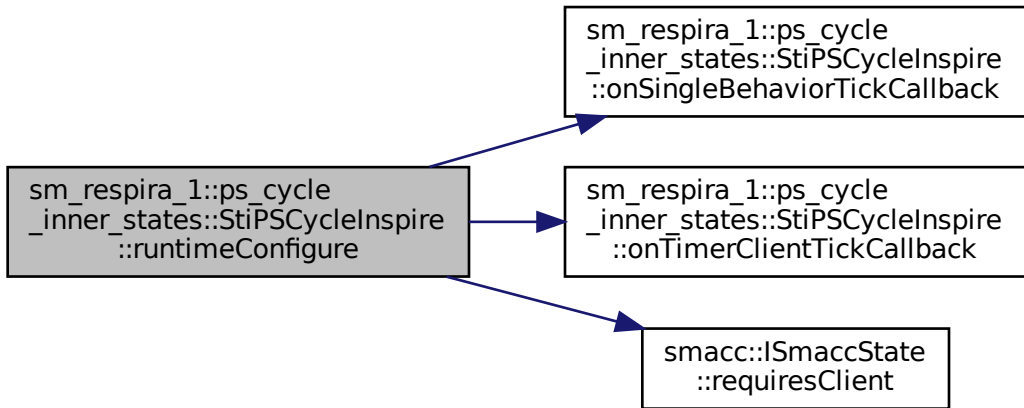 sm_respira_1::ps_cycle
_inner_states::StiPSCycleInspire
::runtimeConfigure
sm_respira_1::ps_cycle
_inner_states::StiPSCycleInspire
::onSingleBehaviorTickCallback
sm_respira_1::ps_cycle
_inner_states::StiPSCycleInspire
::onTimerClientTickCallback
smacc::ISmaccState
::requiresClient